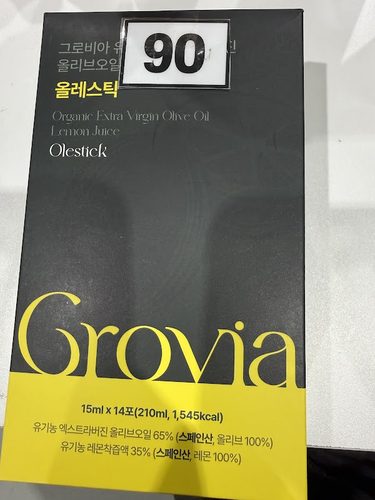 90
그로비아 유 진
올리브오일
올레스틱
Organic Extra Virgin Olive Oil
Lemon Juice
Olestick
Grovia
15ml x 14포(210ml, 1,545kcal)
유기농 엑스트라버진 올리브오일 65% (스페인산, 올리브 100%)
유기농 레몬착즙액 35% (스페인산, 레몬 100%)